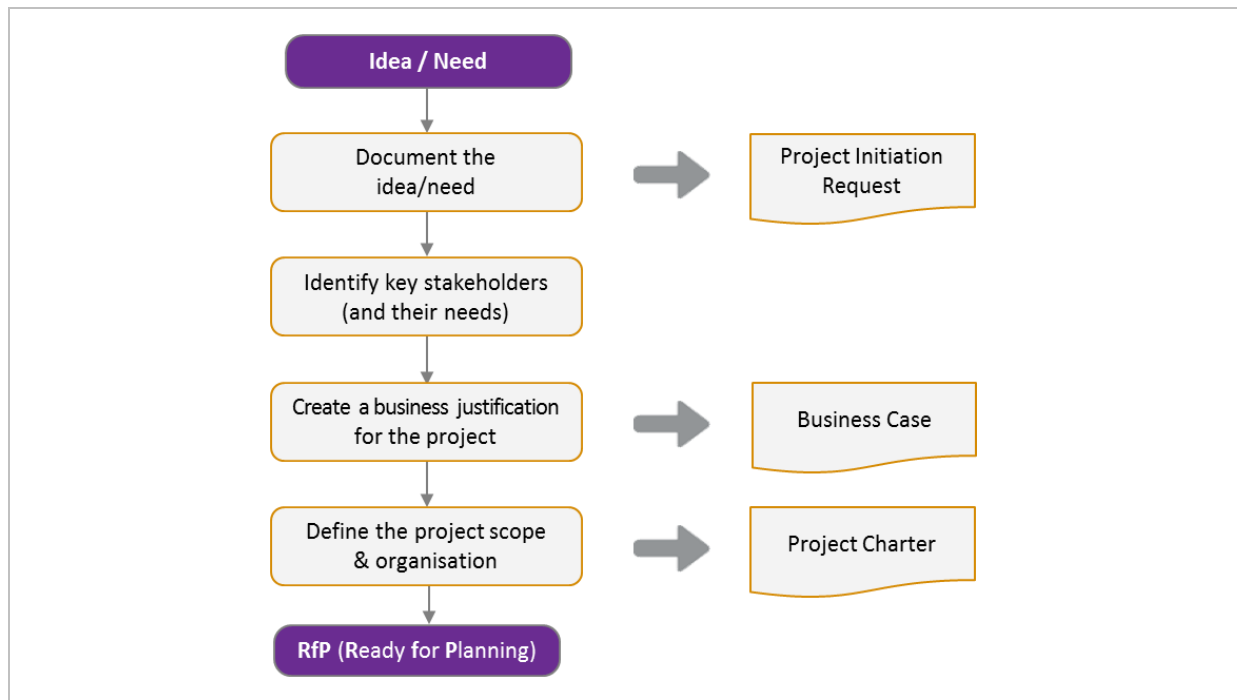 Idea / Need
Document the
idea/need
Project Initiation
Request
Identify key stakeholders
(and their needs)
Create a business justification
for the project
Business Case
Define the project scope
& organisation
Project Charter
RfP (Ready for Planning)